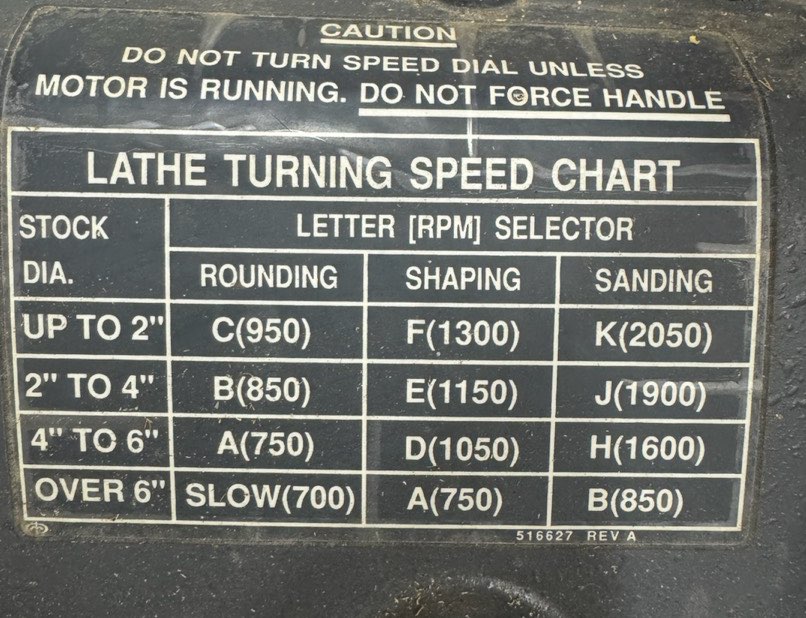 CAUTION
DO NOT TURN SPEED DIAL UNLESS
MOTOR IS RUNNING. DO NOT FORCE HANDLE
LATHE TURNING SPEED CHART
STOCK DIA. LETTER [RPM] SELECTOR
ROUNDING SHAPING SANDING
UP TO 2" C(950) F(1300) K(2050)
2" TO 4" B(850) E(1150) J(1900)
4" TO 6" A(750) D(1050) H(1600)
OVER 6" SLOW(700) A(750) B(850)
516627 REV A